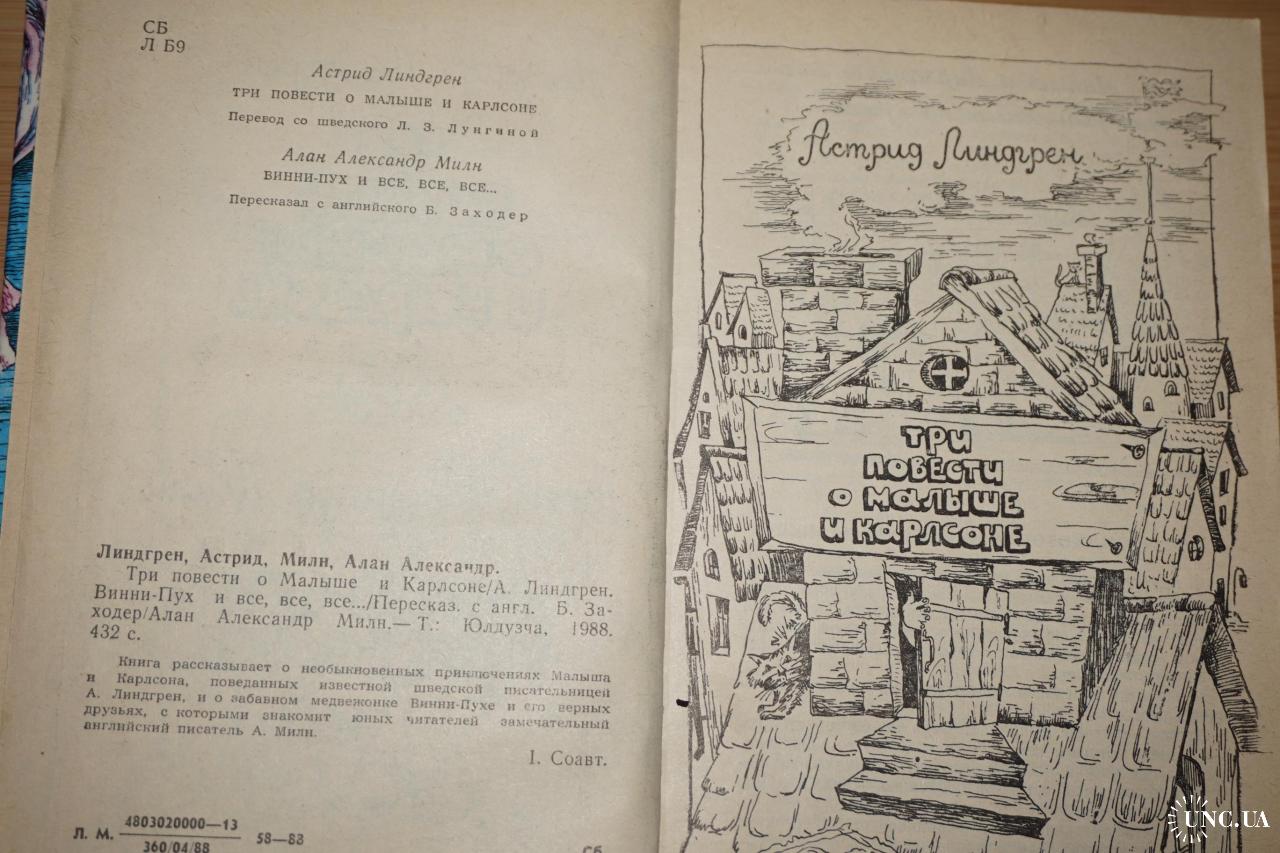 СБ
Л Б9
Астрид Линдгрен
ТРИ ПОВЕСТИ О МАЛЫШЕ И КАРЛСОНЕ
Перевод со шведского Л. З. Лунгиной
Алан Александр Милн
ВИННИ-ПУХ И ВСЕ, ВСЕ, ВСЕ...
Пересказал с английского Б. Заходер
Линдгрен, Астрид, Милн, Алан Александр.
Три повести о Малыше и Карлсоне/А. Линдгрен.
Винни-Пух и все, все, все.../Пересказ. с англ. Б. За-
ходер/Алан Александр Милн.— Т.: Юлдузча, 1988.
432 с.
Книга рассказывает о необыкновенных приключениях Малыша
и Карлсона, поведанных известной шведской писательницей
А. Линдгрен, и о забавном медвежонке Винни-Пухе и его верных
друзьях, с которыми знакомит юных читателей замечательный
английский писатель А. Милн.
I. Соавт.
Л. М. 4803020000—13 58—88
360/04/88
Сб
Астрид Линдгрен
ТРИ
ПОВЕСТИ
О МАЛЫШЕ
И КАРЛСОНЕ
UNC.UA